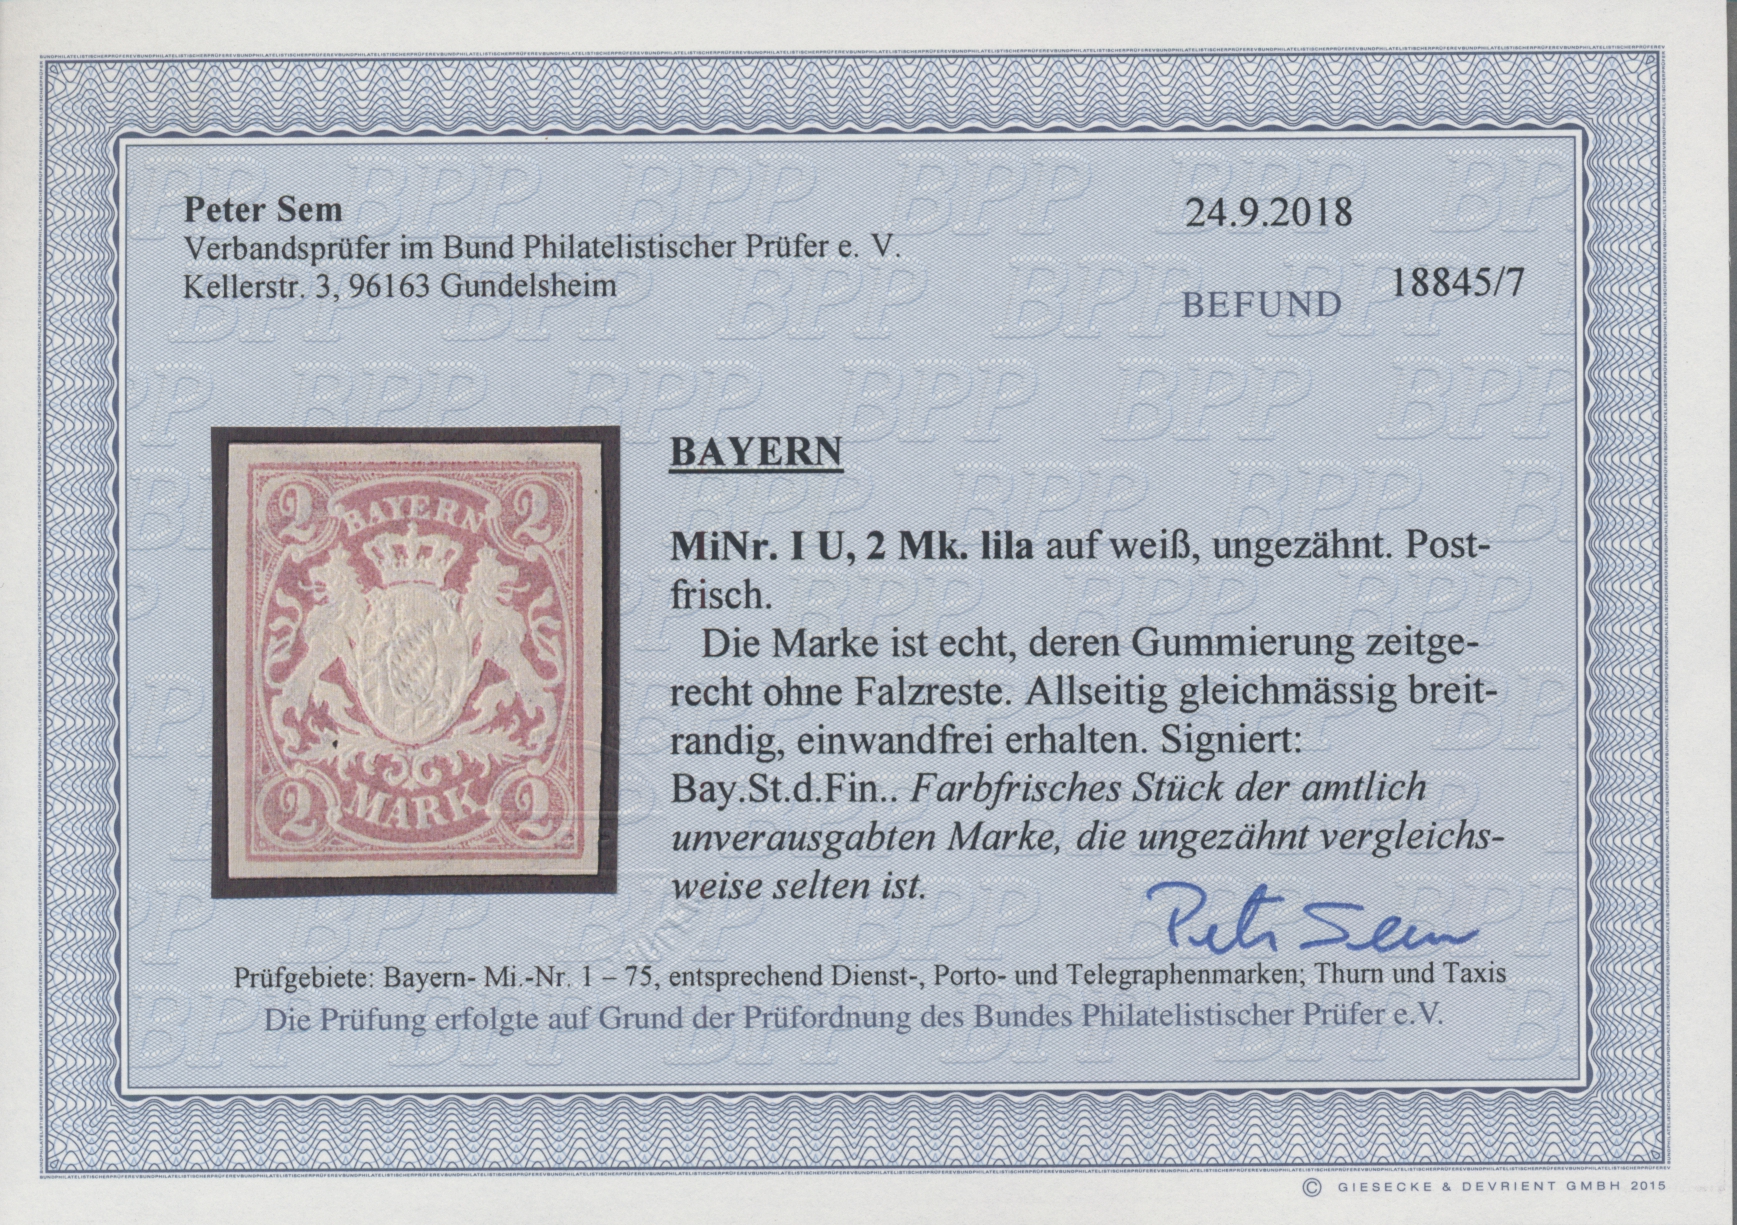 Peter Sem
Verbandsprüfer im Bund Philatelistischer Prüfer e. V.
Kellerstr. 3, 96163 Gundelsheim
24.9.2018
BEFUND 18845/7
BAYERN
MiNr. I U, 2 Mk. lila auf weiß, ungezähnt. Post-
frisch.
Die Marke ist echt, deren Gummierung zeitge-
recht ohne Falzreste. Allseitig gleichmässig breit-
randig, einwandfrei erhalten. Signiert:
Bay.St.d.Fin.. Farbfrisches Stück der amtlich
unverausgabten Marke, die ungezähnt vergleichs-
weise selten ist.
2 BAYERN 2
2 MARK 2
Peter Sem
Prüfgebiete: Bayern- Mi.-Nr. 1 – 75, entsprechend Dienst-, Porto- und Telegraphenmarken; Thurn und Taxis
Die Prüfung erfolgte auf Grund der Prüfordnung des Bundes Philatelistischer Prüfer e.V.
© GIESECKE & DEVRIENT GMBH 2015